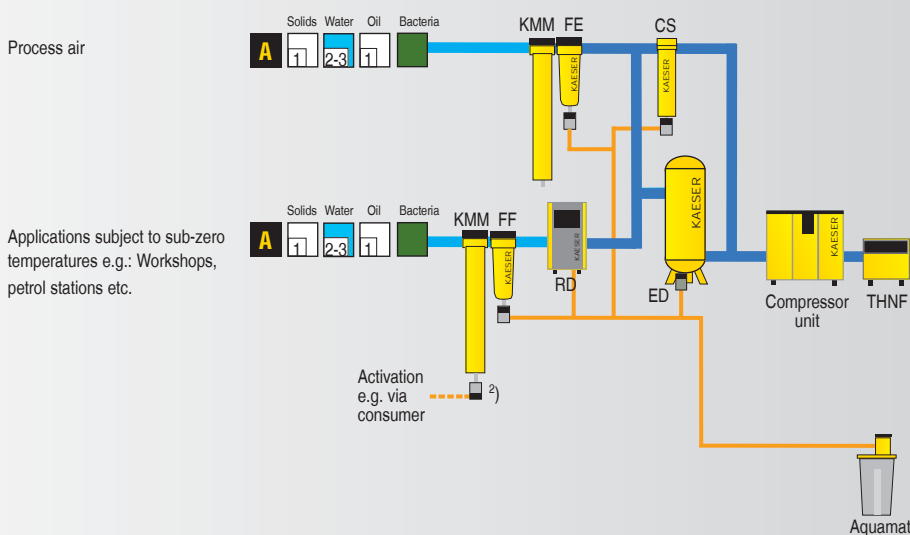 Solids Water Oil Bacteria
Process air
A 1 2-3 1
KMM FE CS
KAESER
KAESER
KAESER
Solids Water Oil Bacteria
Applications subject to sub-zero
temperatures e.g.: Workshops,
petrol stations etc.
A 1 2-3 1
KMM FF
KAESER
KAESER
KAESER
RD
ED
Compressor
unit
THNF
Activation
e.g. via
consumer
2)
Aquamat